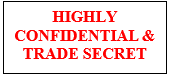 HIGHLY
CONFIDENTIAL &
TRADE SECRET